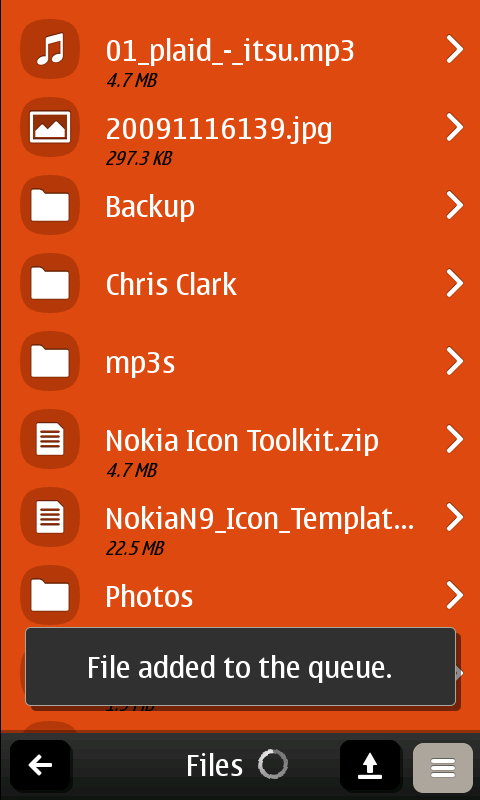 01_plaid_-_itsu.mp3
4.7 MB
20091116139.jpg
297.3 KB
Backup
Chris Clark
mp3s
Nokia Icon Toolkit.zip
4.7 MB
NokiaN9_Icon_Templat...
22.5 MB
Photos
File added to the queue.
Files